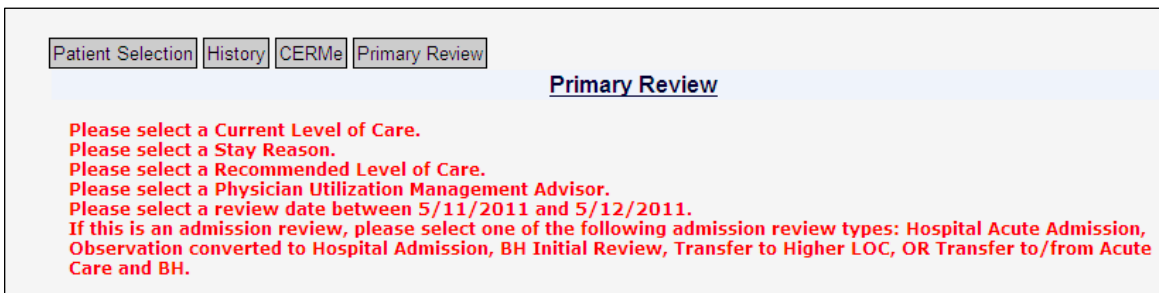 Patient Selection History CERMe Primary Review
Primary Review
Please select a Current Level of Care.
Please select a Stay Reason.
Please select a Recommended Level of Care.
Please select a Physician Utilization Management Advisor.
Please select a review date between 5/11/2011 and 5/12/2011.
If this is an admission review, please select one of the following admission review types: Hospital Acute Admission,
Observation converted to Hospital Admission, BH Initial Review, Transfer to Higher LOC, OR Transfer to/from Acute
Care and BH.